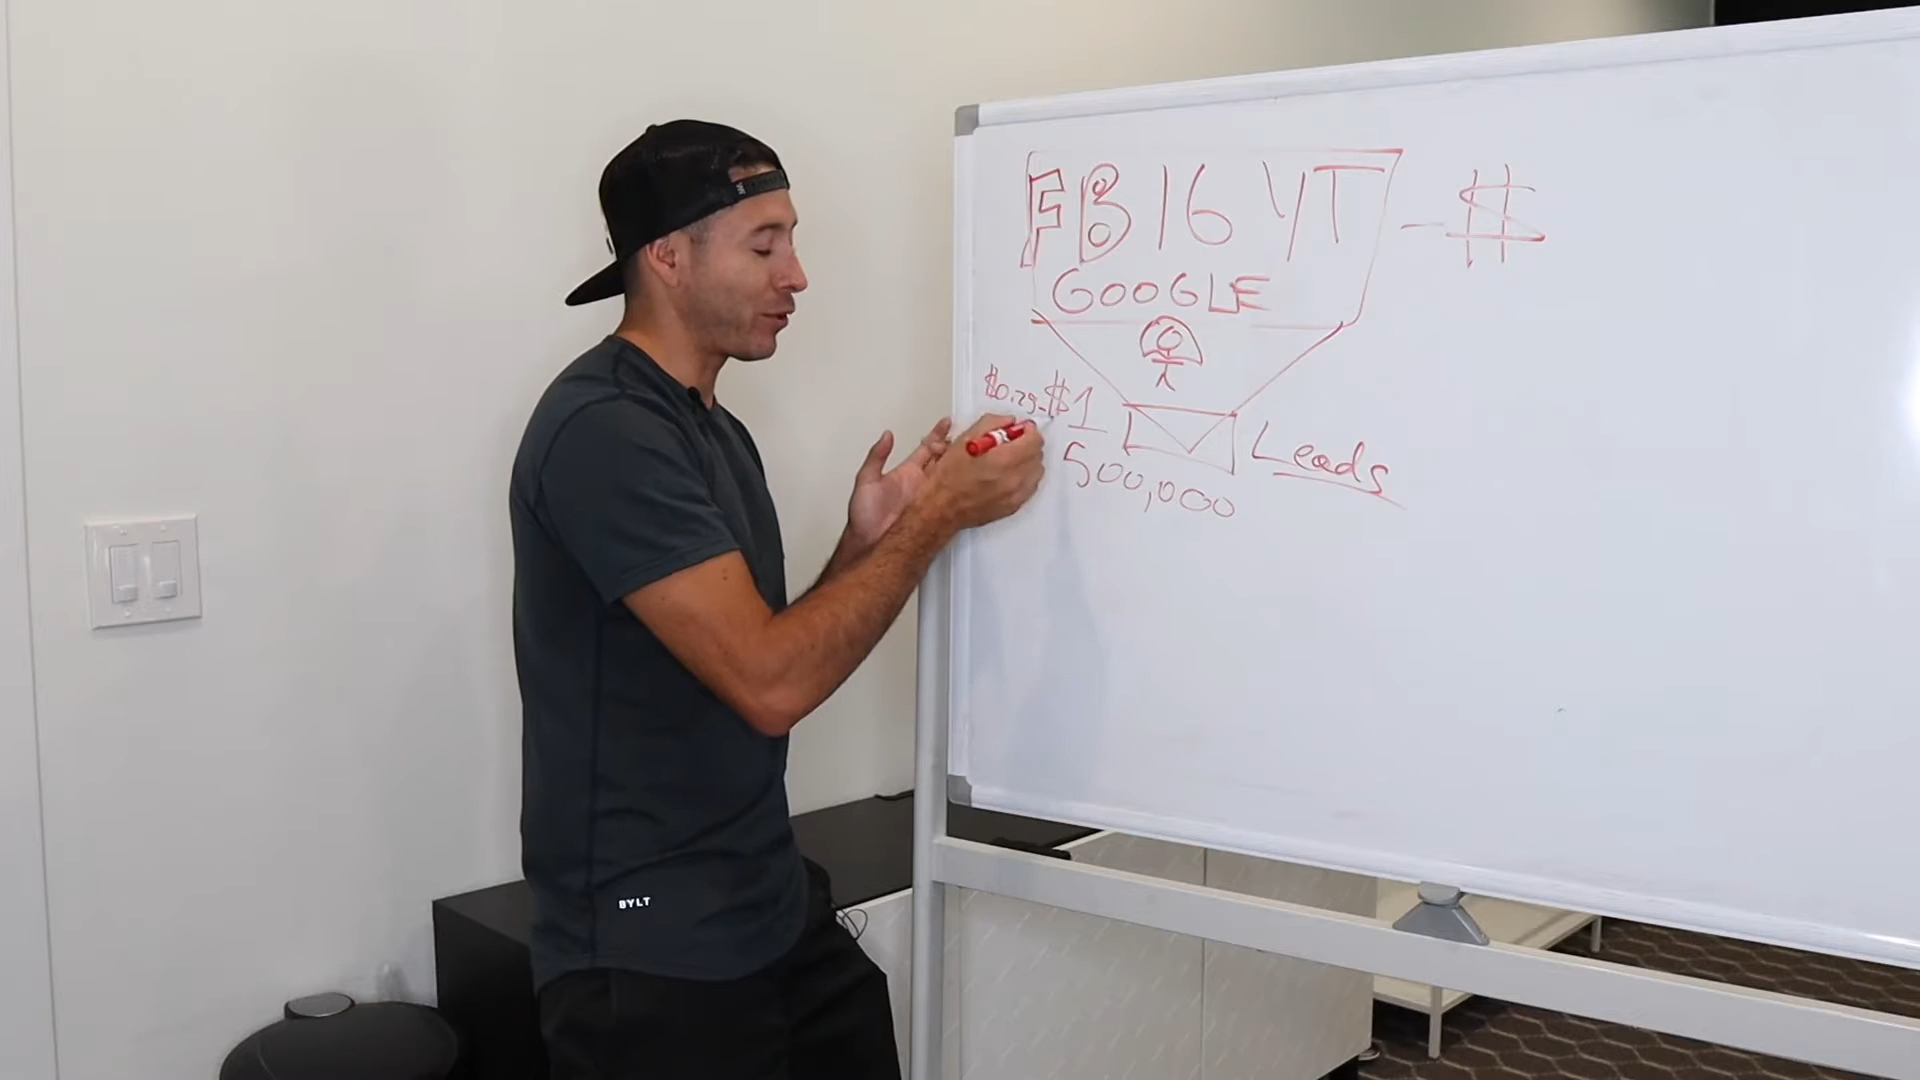 FB IG YT - $
GOOGLE
$0.25-$1
Leads
500,000
BYLT